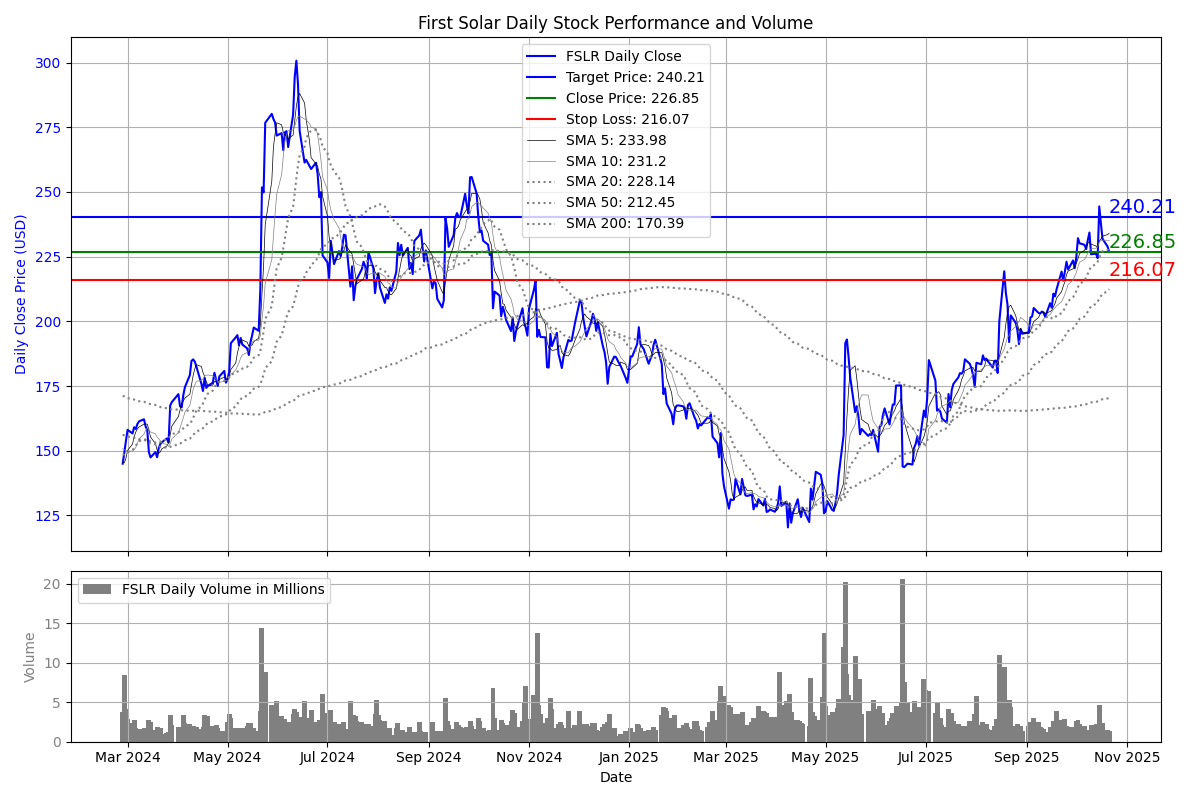 First Solar Daily Stock Performance and Volume
Daily Close Price (USD)
300
275
250
225
200
175
150
125
FSLR Daily Close
Target Price: 240.21
Close Price: 226.85
Stop Loss: 216.07
SMA 5: 233.98
SMA 10: 231.2
SMA 20: 228.14
SMA 50: 212.45
SMA 200: 170.39
240.21
226.85
216.07
Volume
20
15
10
5
0
FSLR Daily Volume in Millions
Mar 2024 May 2024 Jul 2024 Sep 2024 Nov 2024 Jan 2025 Mar 2025 May 2025 Jul 2025 Sep 2025 Nov 2025
Date